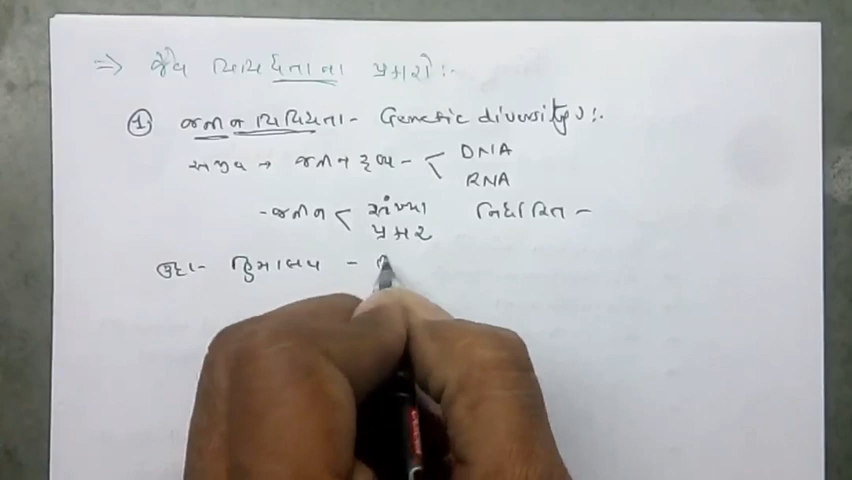 ⇒ જૈવ વિવિધતાના પ્રકારો:-
① જનીન વિવિધતા - Genetic diversity:-
સજીવ → જનીન દ્રવ્ય - DNA
RNA
- જનીન સંખ્યા નિર્ધારિત -
પ્રકાર
ઉદા.- હિમાલય -